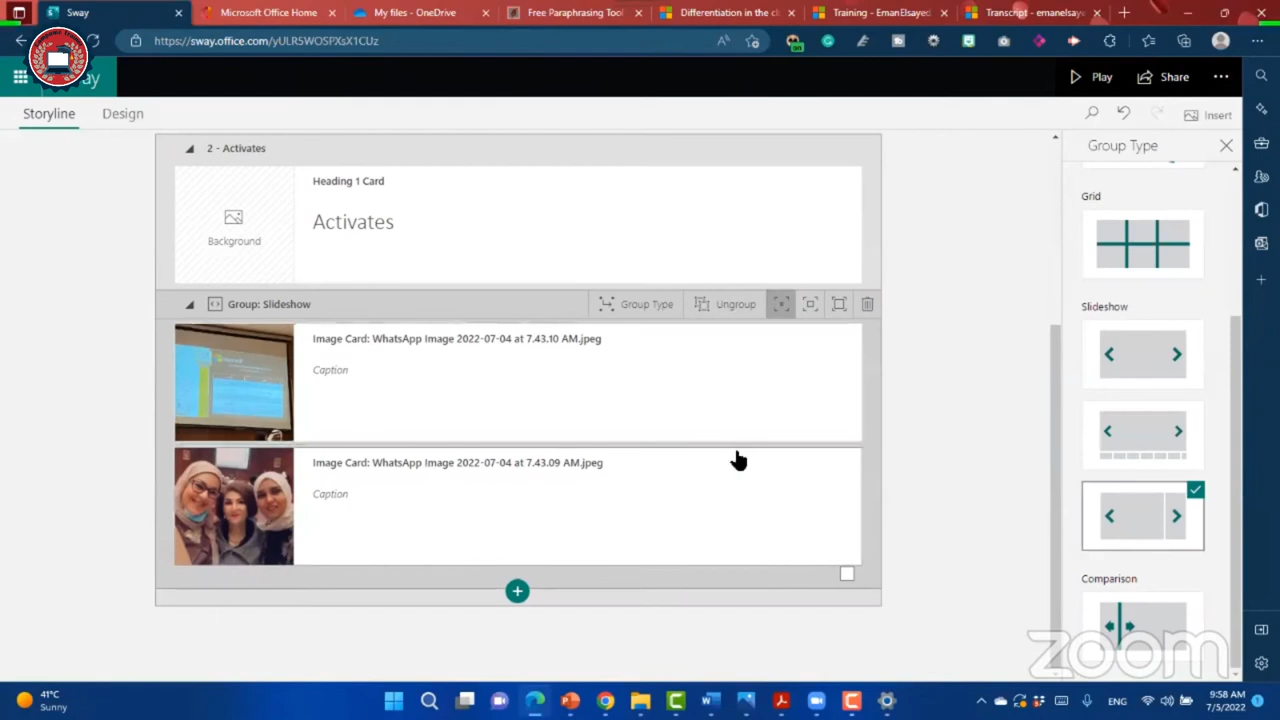 Sway
Microsoft Office Home
My files - OneDrive
Free Paraphrasing Tool
Differentiation in the cl
Training - EmanElsayed
Transcript - emanelsaye
https://sway.office.com/yULR5WOSPXsX1CUz
Play
Share
Storyline
Design
Insert
2 - Activates
Group Type
Heading 1 Card
Activates
Background
Grid
Group: Slideshow
Group Type
Ungroup
Slideshow
Image Card: WhatsApp Image 2022-07-04 at 7.43.10 AM.jpeg
Caption
Image Card: WhatsApp Image 2022-07-04 at 7.43.09 AM.jpeg
Caption
Comparison
zoom
41°C
Sunny
ENG
9:58 AM
7/5/2022